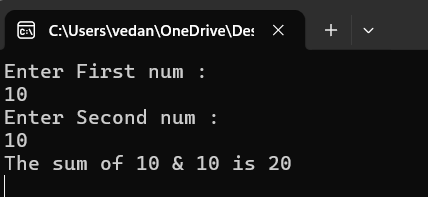 C:\Users\vedan\OneDrive\Des
Enter First num :
10
Enter Second num :
10
The sum of 10 & 10 is 20